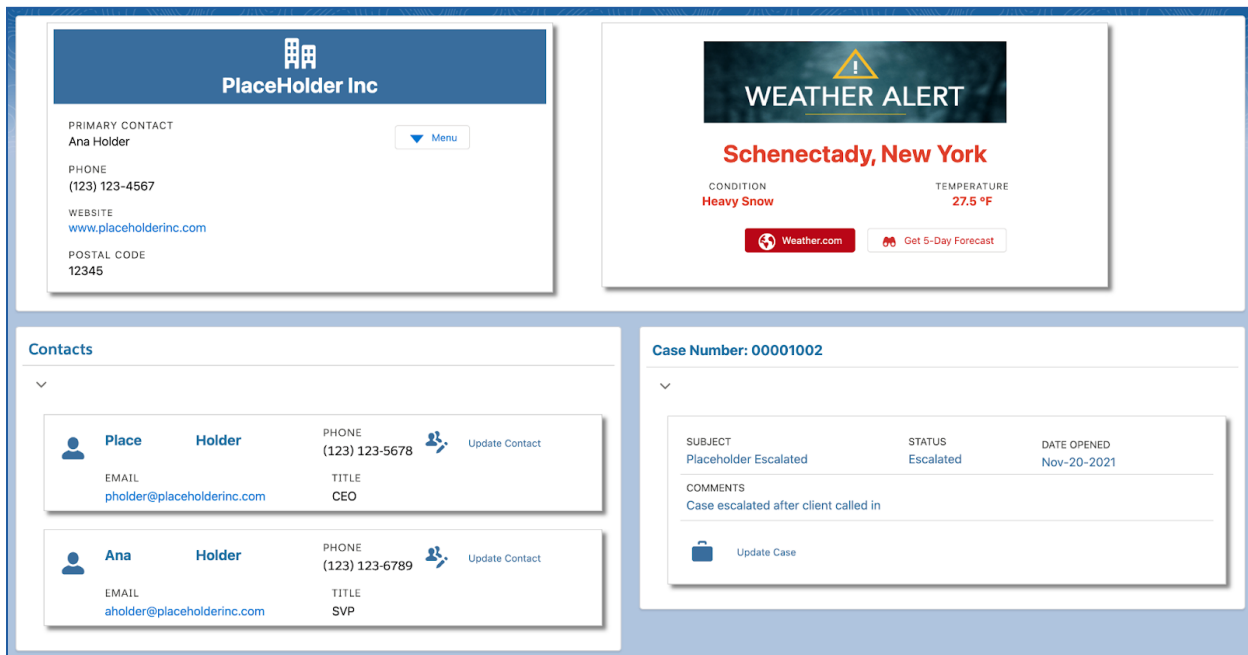 PlaceHolder Inc
PRIMARY CONTACT
Ana Holder
Menu
PHONE
(123) 123-4567
WEBSITE
www.placeholderinc.com
POSTAL CODE
12345
WEATHER ALERT
Schenectady, New York
CONDITION TEMPERATURE
Heavy Snow 27.5 ºF
Weather.com Get 5-Day Forecast
Contacts
Place Holder PHONE Update Contact
(123) 123-5678
EMAIL TITLE
pholder@placeholderinc.com CEO
Ana Holder PHONE Update Contact
(123) 123-6789
EMAIL TITLE
aholder@placeholderinc.com SVP
Case Number: 00001002
SUBJECT STATUS DATE OPENED
Placeholder Escalated Escalated Nov-20-2021
COMMENTS
Case escalated after client called in
Update Case